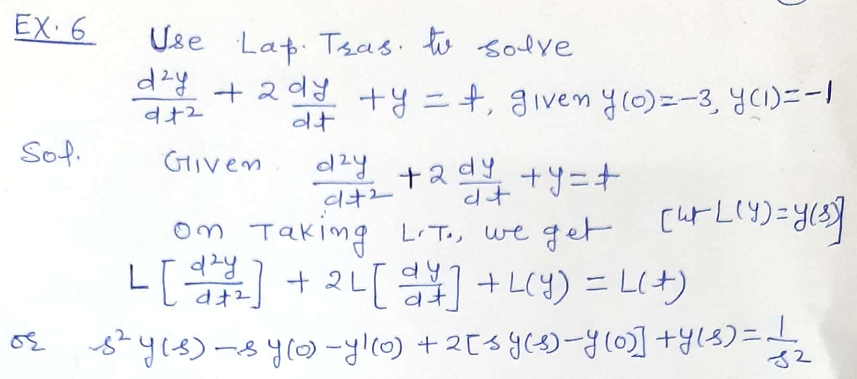 EX. 6 Use Lap. Tras. to solve
d²y/dt² + 2 dy/dt + y = t, given y(0)=-3, y(1)=-1
Sol. Given d²y/dt² + 2 dy/dt + y = t
on Taking L.T., we get [let L(y)=y(s)]
L[d²y/dt²] + 2L[dy/dt] + L(y) = L(t)
or s² y(s) - s y(0) - y'(0) + 2[s y(s) - y(0)] + y(s) = 1/s²